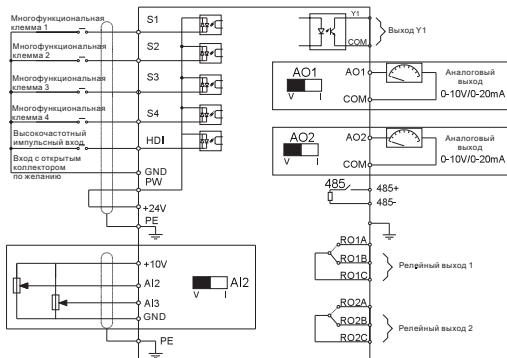 Многофункциональная
клемма 1
S1
Многофункциональная
клемма 2
S2
Многофункциональная
клемма 3
S3
Многофункциональная
клемма 4
S4
Высокочастотный
импульсный вход
HDI
Вход с открытым
коллектором
по желанию
GND
PW
+24V
PE
+10V
AI2
AI3
GND
PE
V I
AI2
Y1
COM
Выход Y1
AO1
V I
AO1
COM
Аналоговый
выход
0-10V/0-20mA
AO2
V I
AO2
COM
Аналоговый
выход
0-10V/0-20mA
485
485+
485-
RO1A
RO1B
RO1C
Релейный выход 1
RO2A
RO2B
RO2C
Релейный выход 2